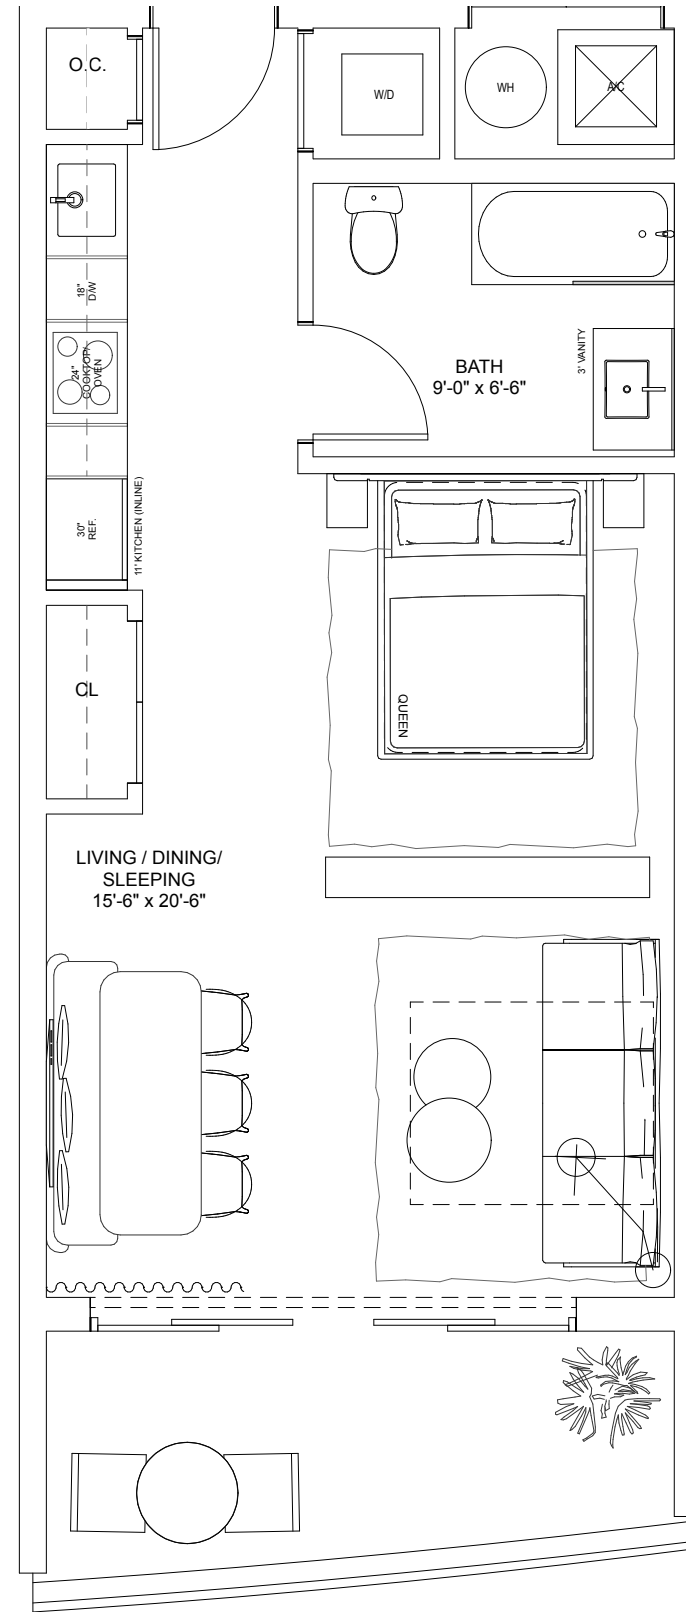 O.C.
W/D
WH
A/C
18"
D/W
24"
COOKTOP/
OVEN
3' VANITY
BATH
9'-0" x 6'-6"
30"
REF.
11' KITCHEN (INLINE)
CL
QUEEN
LIVING / DINING/
SLEEPING
15'-6" x 20'-6"